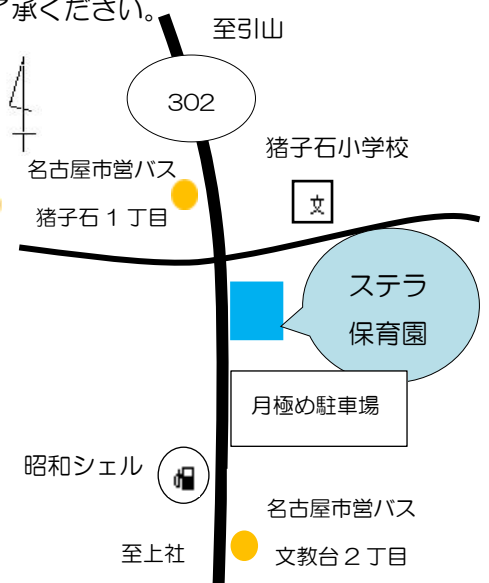 了承ください。
至引山
302
猪子石小学校
名古屋市営バス
猪子石1丁目
文
ステラ
保育園
月極め駐車場
昭和シェル
名古屋市営バス
至上社
文教台2丁目